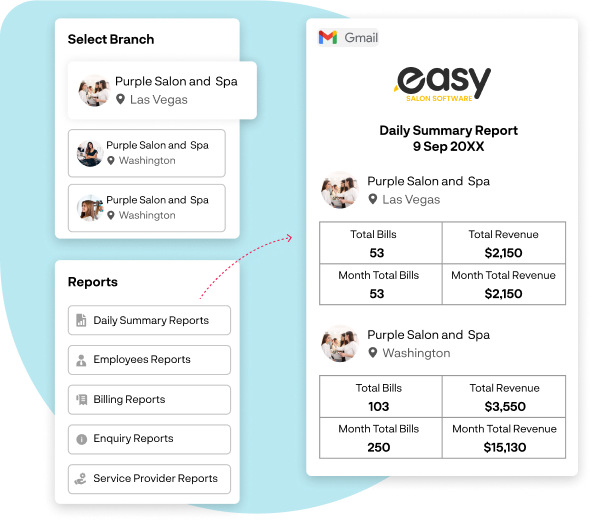 Select Branch
Purple Salon and Spa
Las Vegas
Purple Salon and Spa
Washington
Purple Salon and Spa
Washington
Reports
Daily Summary Reports
Employees Reports
Billing Reports
Enquiry Reports
Service Provider Reports
Gmail
easy
SALON SOFTWARE
Daily Summary Report
9 Sep 20XX
Purple Salon and Spa
Las Vegas
Total Bills Total Revenue
53 $2,150
Month Total Bills Month Total Revenue
53 $2,150
Purple Salon and Spa
Washington
Total Bills Total Revenue
103 $3,550
Month Total Bills Month Total Revenue
250 $15,130